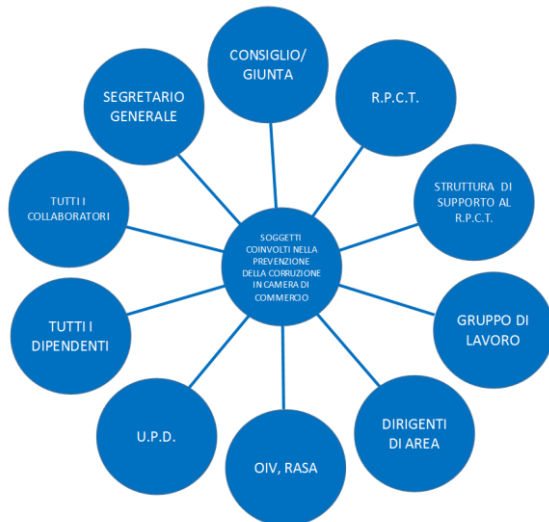 CONSIGLIO/
GIUNTA
R.P.C.T.
STRUTTURA DI
SUPPORTO AL
R.P.C.T.
GRUPPO DI
LAVORO
DIRIGENTI
DI AREA
OIV, RASA
U.P.D.
TUTTI I
DIPENDENTI
TUTTI I
COLLABORATORI
SEGRETARIO
GENERALE
SOGGETTI
COINVOLTI NELLA
PREVENZIONE
DELLA CORRUZIONE
IN CAMERA DI
COMMERCIO